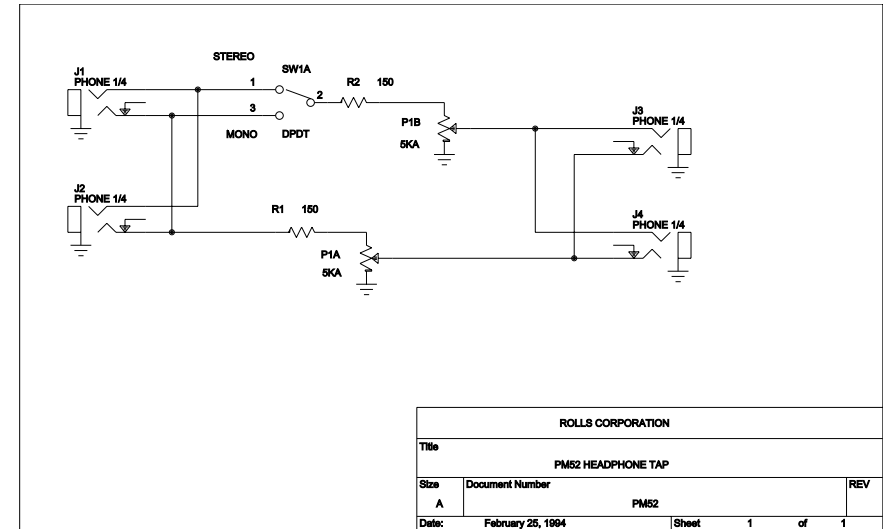 STEREO
SW1A
J1
PHONE 1/4
1
2
R2 150
3
MONO DPDT
P1B
5KA
J3
PHONE 1/4
J2
PHONE 1/4
R1 150
J4
PHONE 1/4
P1A
5KA
ROLLS CORPORATION
Title
PM52 HEADPHONE TAP
Size Document Number REV
A PM52
Date: February 25, 1994 Sheet 1 of 1